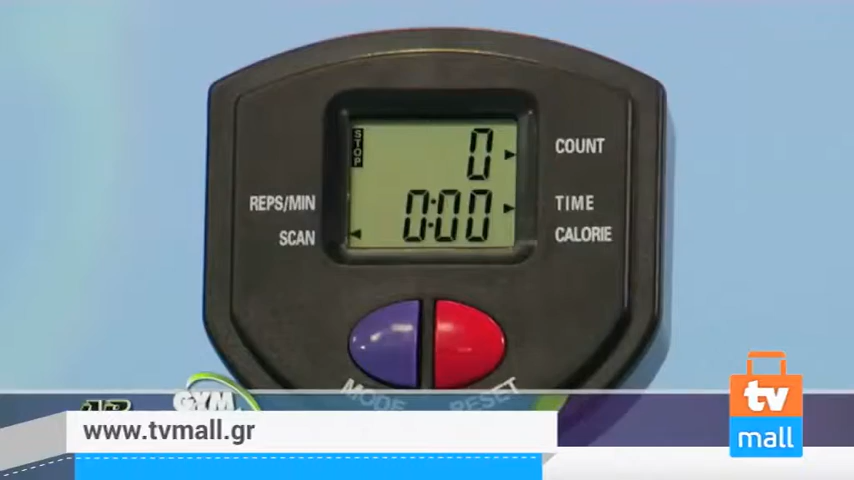 STOP
0
COUNT
REPS/MIN
0:00
TIME
SCAN
CALORIE
MODE
RESET
GYM
www.tvmall.gr
tv
mall